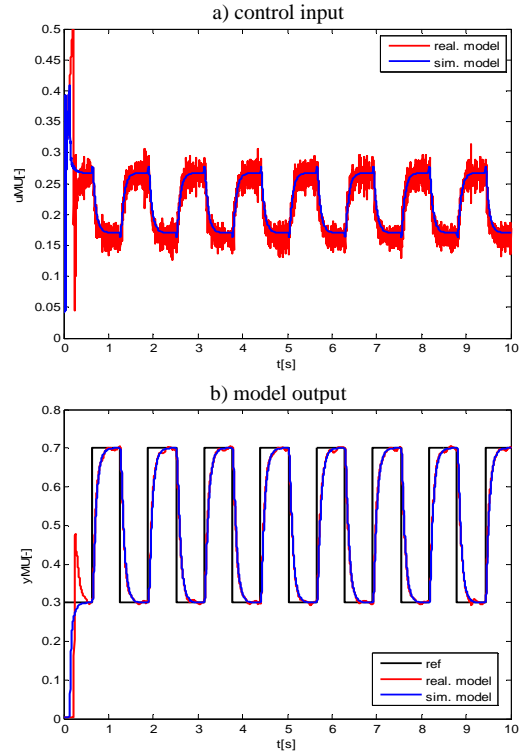 a) control input
0.5
0.45
0.4
0.35
0.3
0.25
0.2
0.15
0.1
0.05
0
uMU[-]
real. model
sim. model
0 1 2 3 4 5 6 7 8 9 10
t[s]
b) model output
0.8
0.7
0.6
0.5
0.4
0.3
0.2
0.1
0
yMU[-]
ref
real. model
sim. model
0 1 2 3 4 5 6 7 8 9 10
t[s]